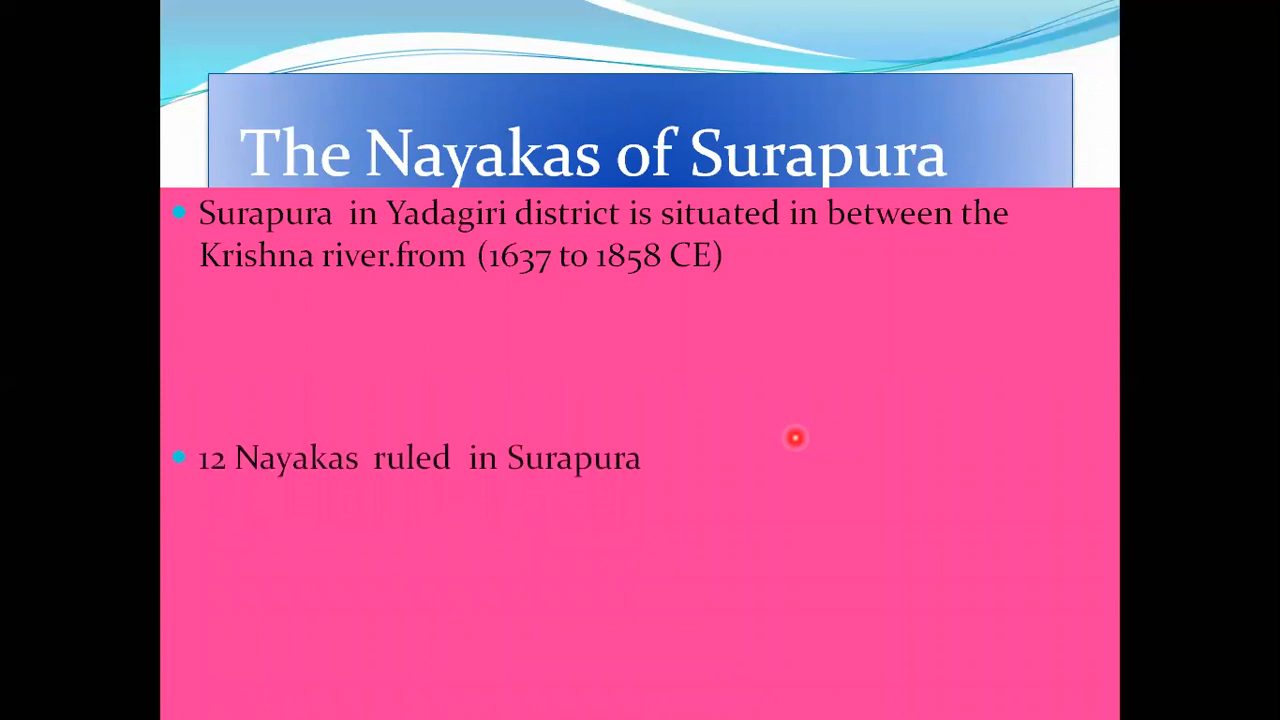 The Nayakas of Surapura
• Surapura in Yadagiri district is situated in between the
Krishna river.from (1637 to 1858 CE)
• 12 Nayakas ruled in Surapura